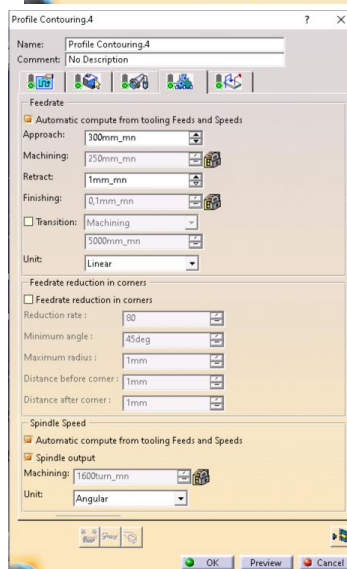 Profile Contouring.4 ? X
Name: Profile Contouring.4
Comment: No Description
Feedrate
Automatic compute from tooling Feeds and Speeds
Approach: 300mm_mn
Machining: 250mm_mn
Retract: 1mm_mn
Finishing: 0,1mm_mn
Transition: Machining
5000mm_mn
Unit: Linear
Feedrate reduction in corners
Feedrate reduction in corners
Reduction rate : 80
Minimum angle : 45deg
Maximum radius : 1mm
Distance before corner : 1mm
Distance after corner : 1mm
Spindle Speed
Automatic compute from tooling Feeds and Speeds
Spindle output
Machining: 1600turn_mn
Unit: Angular
OK Preview Cancel